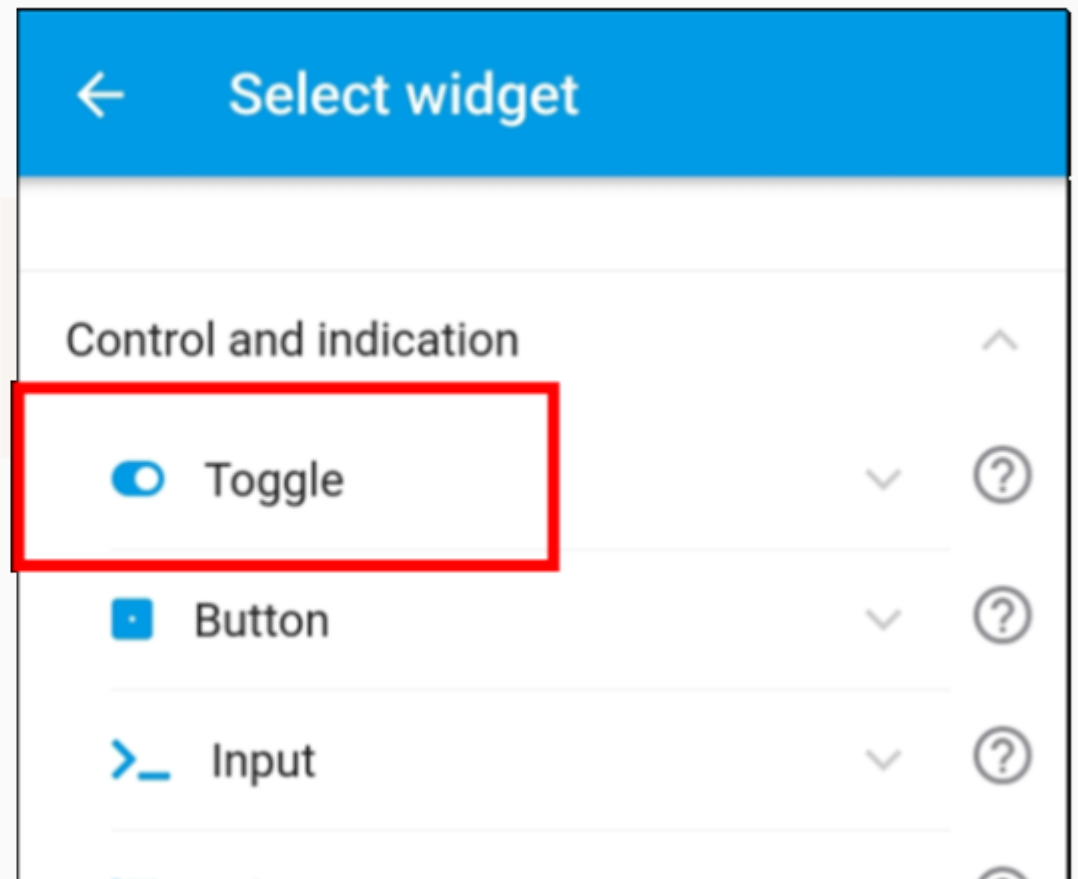 Select widget
Control and indication
Toggle
Button
Input